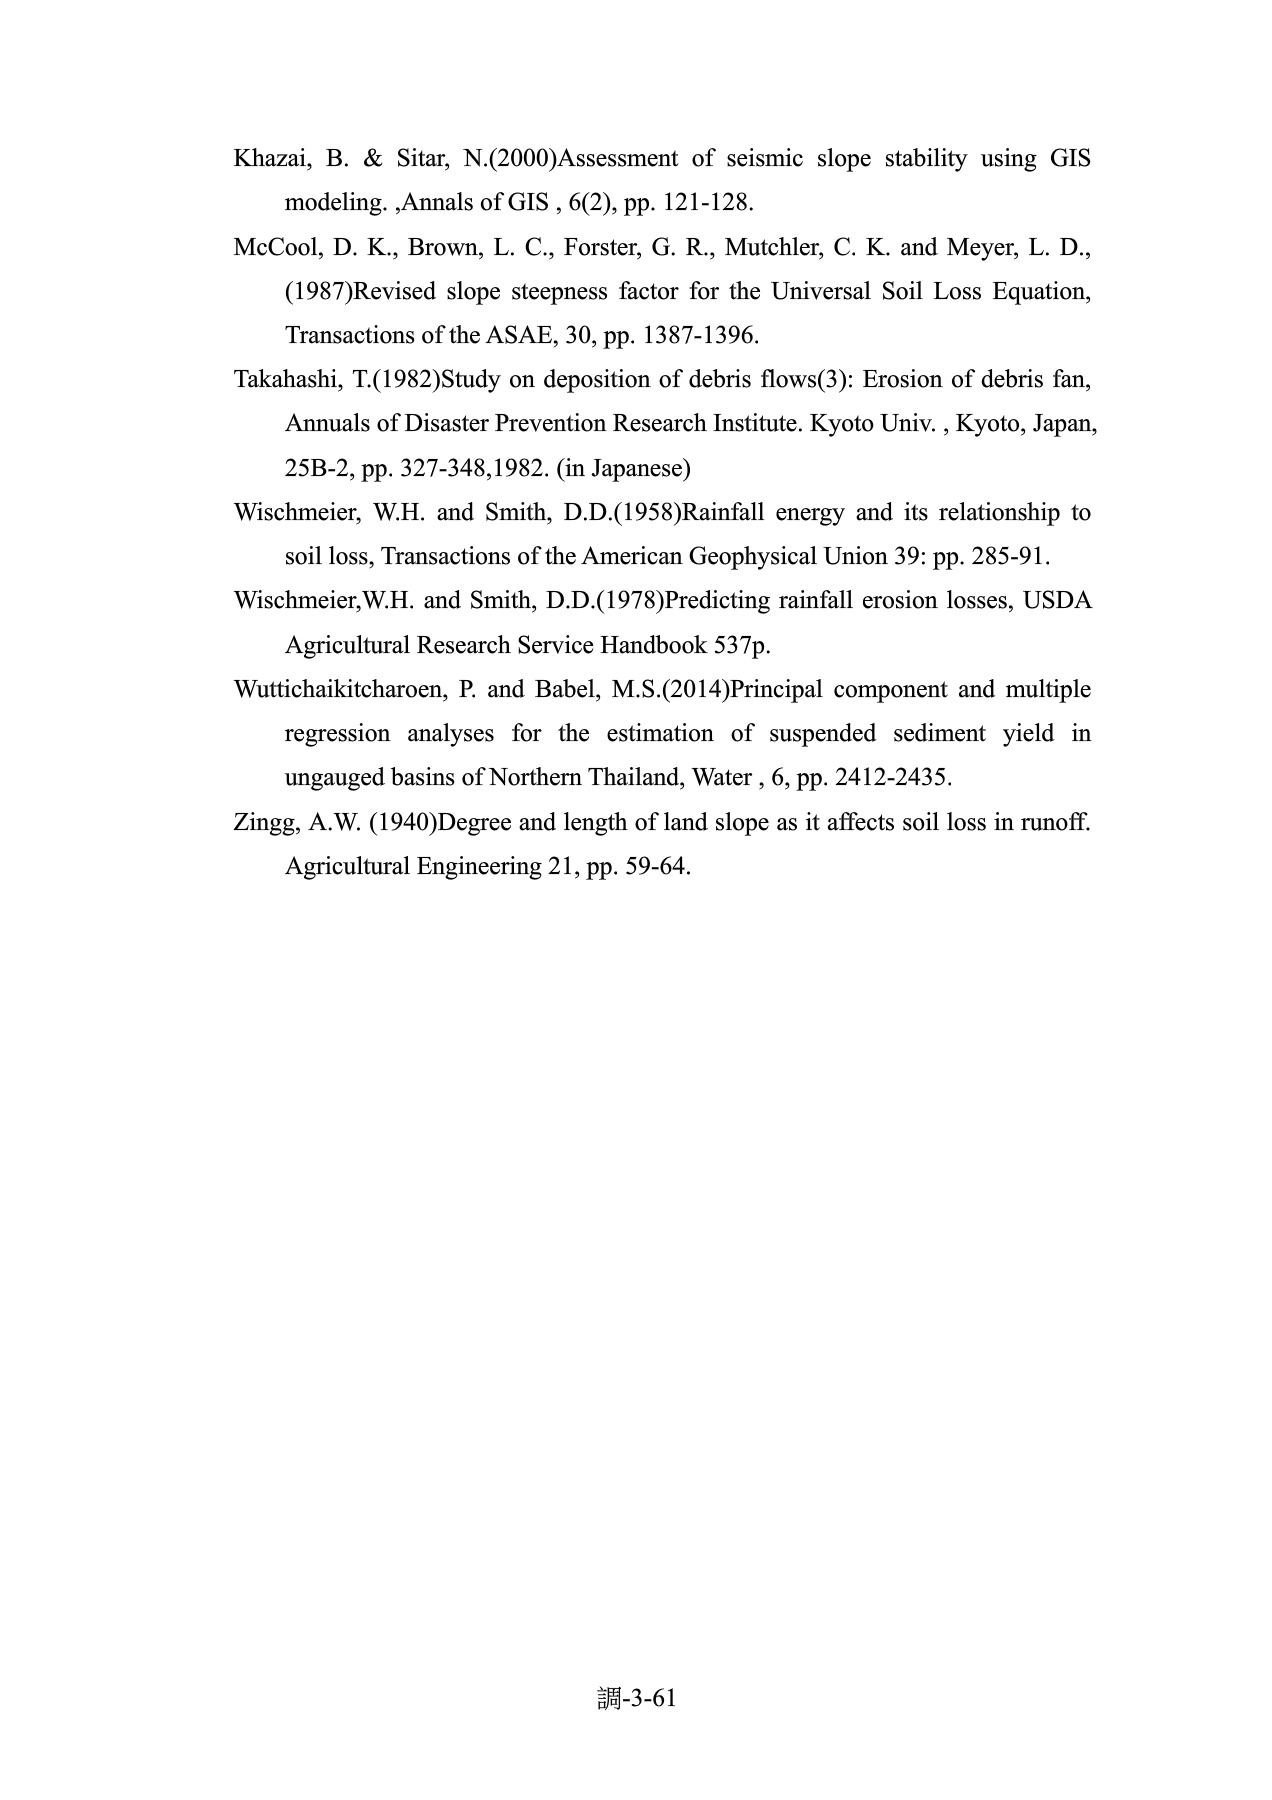 Khazai, B. & Sitar, N.(2000)Assessment of seismic slope stability using GIS
modeling. ,Annals of GIS , 6(2), pp. 121-128.
McCool, D. K., Brown, L. C., Forster, G. R., Mutchler, C. K. and Meyer, L. D.,
(1987)Revised slope steepness factor for the Universal Soil Loss Equation,
Transactions of the ASAE, 30, pp. 1387-1396.
Takahashi, T.(1982)Study on deposition of debris flows(3): Erosion of debris fan,
Annuals of Disaster Prevention Research Institute. Kyoto Univ. , Kyoto, Japan,
25B-2, pp. 327-348,1982. (in Japanese)
Wischmeier, W.H. and Smith, D.D.(1958)Rainfall energy and its relationship to
soil loss, Transactions of the American Geophysical Union 39: pp. 285-91.
Wischmeier,W.H. and Smith, D.D.(1978)Predicting rainfall erosion losses, USDA
Agricultural Research Service Handbook 537p.
Wuttichaikitcharoen, P. and Babel, M.S.(2014)Principal component and multiple
regression analyses for the estimation of suspended sediment yield in
ungauged basins of Northern Thailand, Water , 6, pp. 2412-2435.
Zingg, A.W. (1940)Degree and length of land slope as it affects soil loss in runoff.
Agricultural Engineering 21, pp. 59-64.
調-3-61